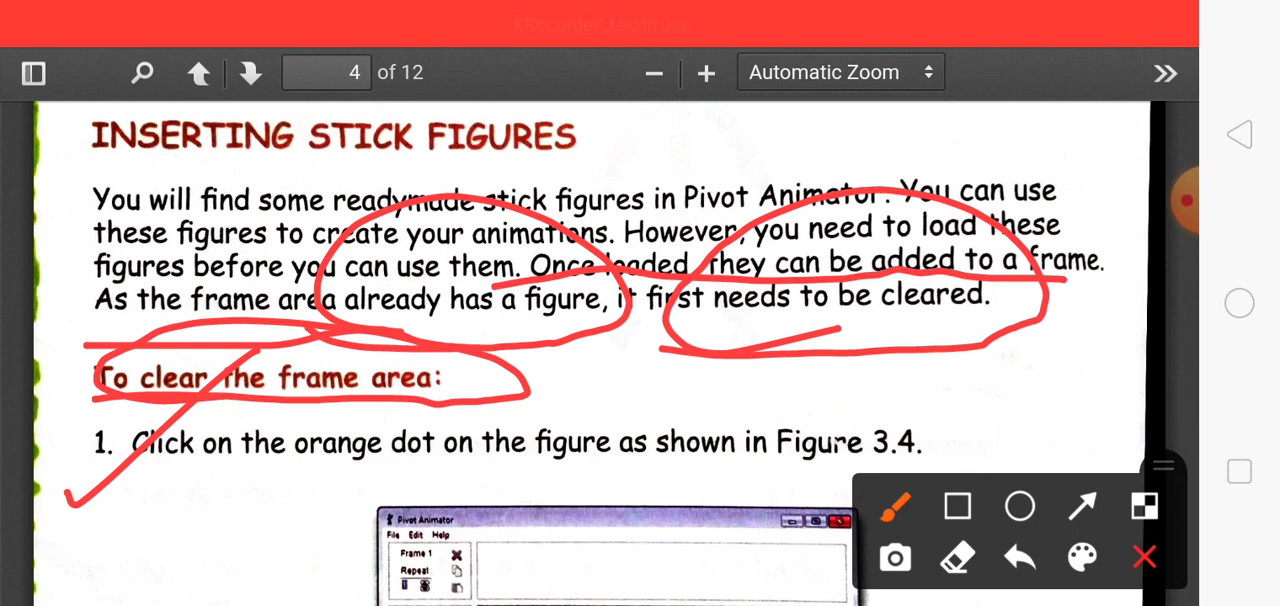 XRecorder Mic in use
4 of 12
Automatic Zoom
INSERTING STICK FIGURES
You will find some readymade stick figures in Pivot Animator. You can use
these figures to create your animations. However, you need to load these
figures before you can use them. Once loaded, they can be added to a frame.
As the frame area already has a figure, it first needs to be cleared.
To clear the frame area:
1. Click on the orange dot on the figure as shown in Figure 3.4.
Pivot Animator
File Edit Help
Frame 1
Repeat
1